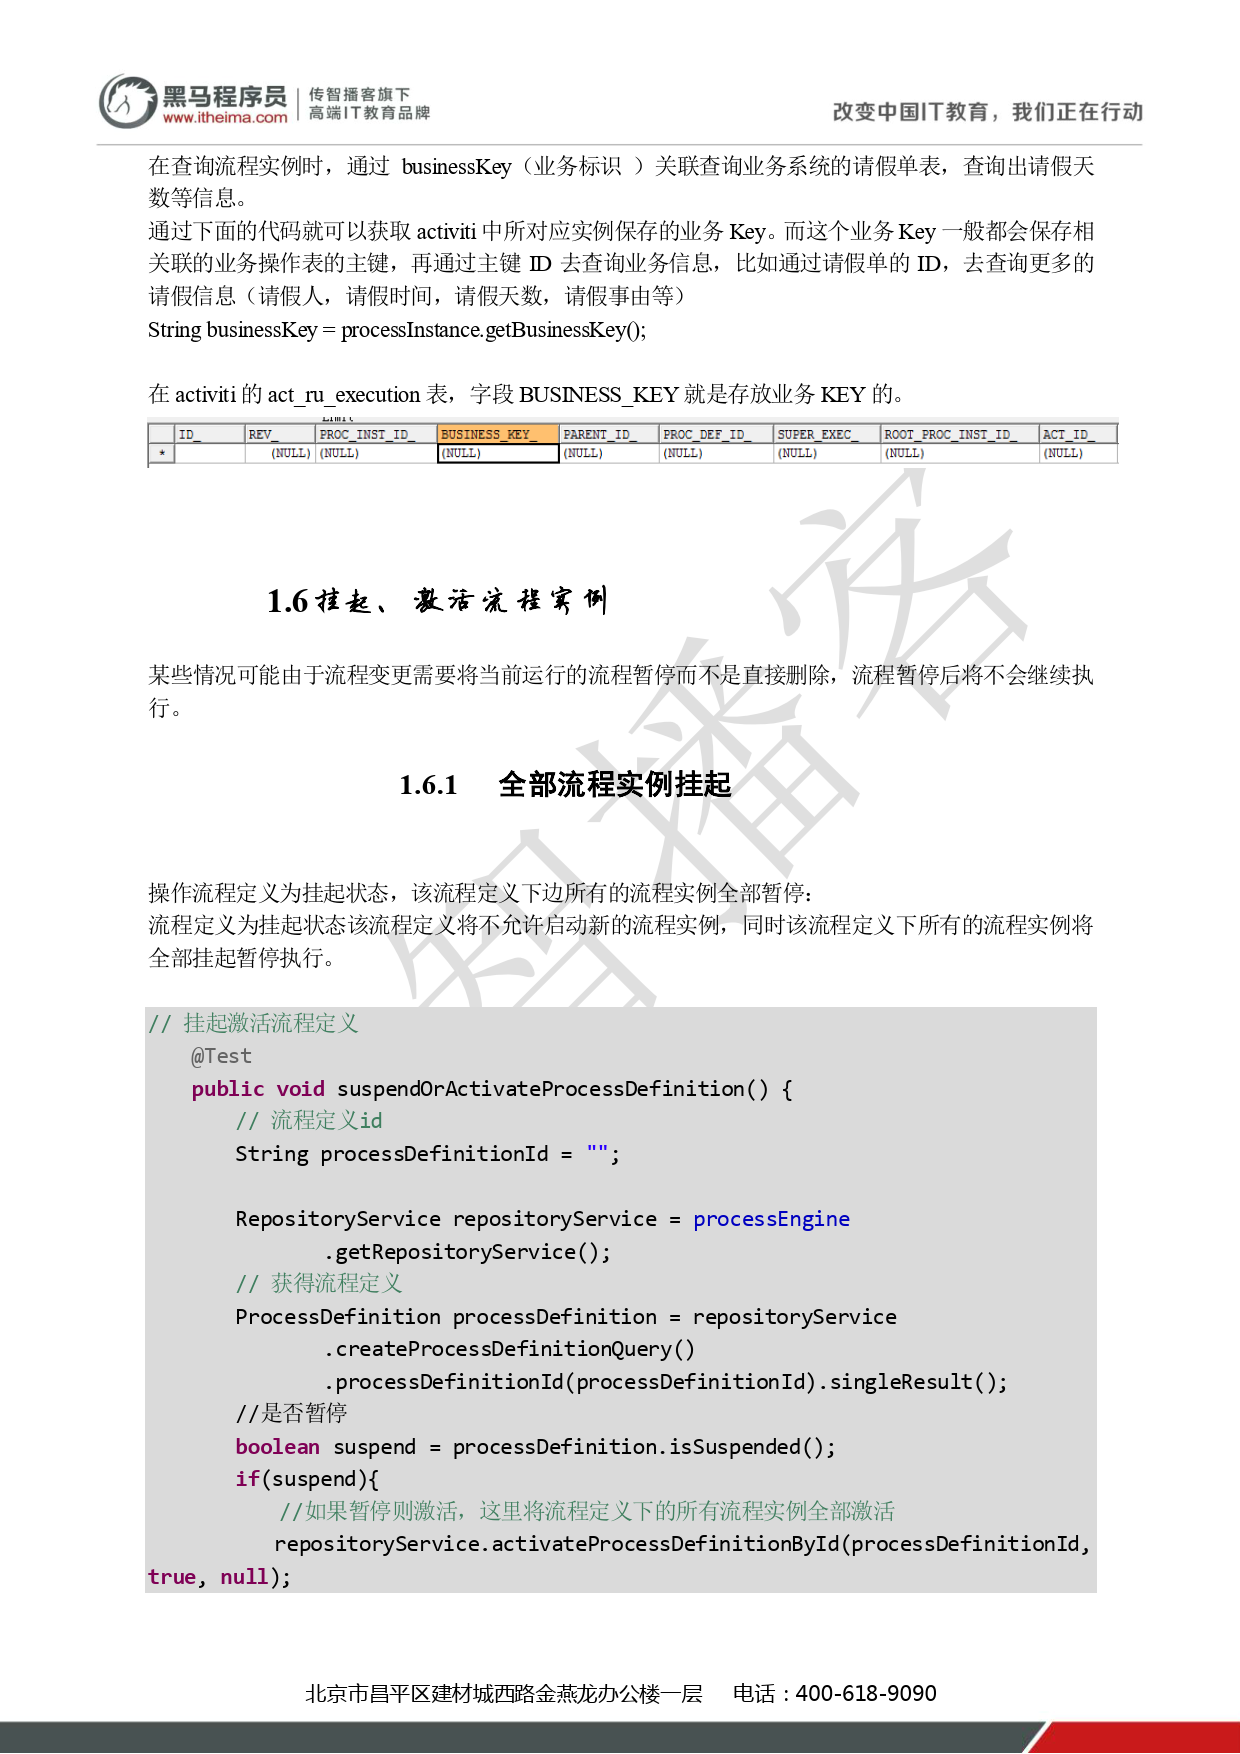 黑马程序员
www.itheima.com
传智播客旗下
高端IT教育品牌
改变中国IT教育，我们正在行动
在查询流程实例时，通过 businessKey（业务标识 ）关联查询业务系统的请假单表，查询出请假天
数等信息。
通过下面的代码就可以获取 activiti 中所对应实例保存的业务 Key。而这个业务 Key 一般都会保存相
关联的业务操作表的主键，再通过主键 ID 去查询业务信息，比如通过请假单的 ID，去查询更多的
请假信息（请假人，请假时间，请假天数，请假事由等）
String businessKey = processInstance.getBusinessKey();
在 activiti 的 act_ru_execution 表，字段 BUSINESS_KEY 就是存放业务 KEY 的。
ID_ REV_ PROC_INST_ID_ BUSINESS_KEY_ PARENT_ID_ PROC_DEF_ID_ SUPER_EXEC_ ROOT_PROC_INST_ID_ ACT_ID_
* (NULL) (NULL) (NULL) (NULL) (NULL) (NULL) (NULL) (NULL)
1.6挂起、激活流程实例
某些情况可能由于流程变更需要将当前运行的流程暂停而不是直接删除，流程暂停后将不会继续执
行。
1.6.1 全部流程实例挂起
操作流程定义为挂起状态，该流程定义下边所有的流程实例全部暂停：
流程定义为挂起状态该流程定义将不允许启动新的流程实例，同时该流程定义下所有的流程实例将
全部挂起暂停执行。
// 挂起激活流程定义
@Test
public void suspendOrActivateProcessDefinition() {
// 流程定义id
String processDefinitionId = "";
RepositoryService repositoryService = processEngine
.getRepositoryService();
// 获得流程定义
ProcessDefinition processDefinition = repositoryService
.createProcessDefinitionQuery()
.processDefinitionId(processDefinitionId).singleResult();
//是否暂停
boolean suspend = processDefinition.isSuspended();
if(suspend){
//如果暂停则激活，这里将流程定义下的所有流程实例全部激活
repositoryService.activateProcessDefinitionById(processDefinitionId,
true, null);
智播客
北京市昌平区建材城西路金燕龙办公楼一层 电话：400-618-9090